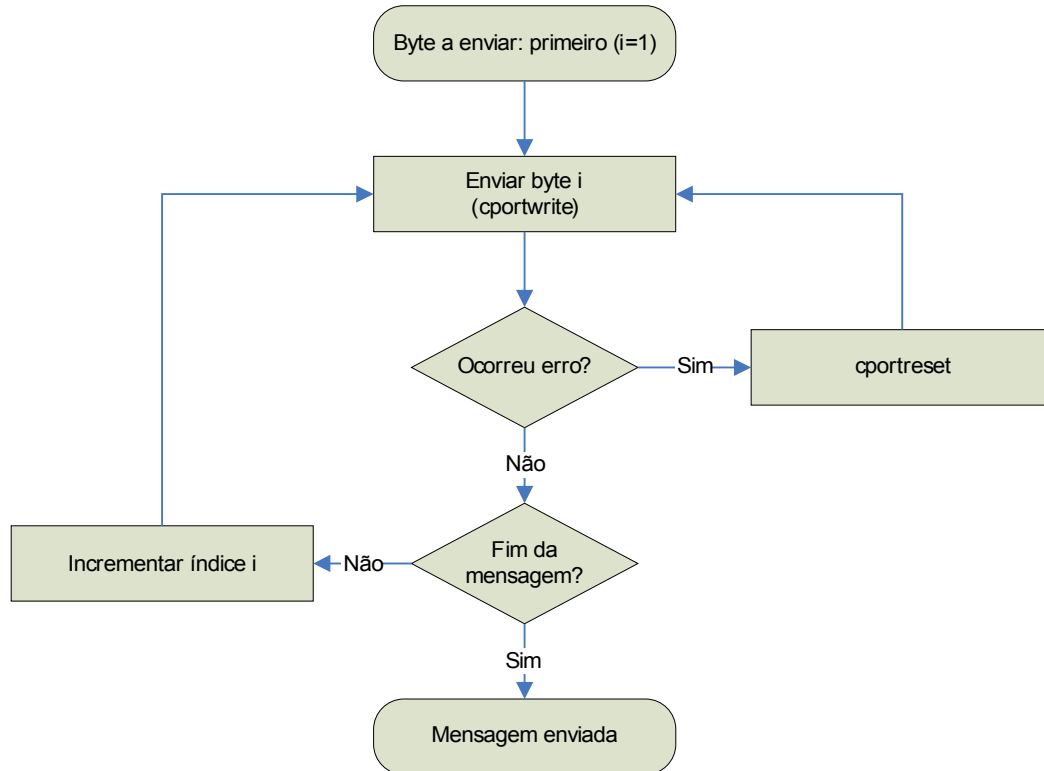 Byte a enviar: primeiro (i=1)
Enviar byte i
(cportwrite)
Ocorreu erro?
Sim
cportreset
Não
Incrementar índice i
Não
Fim da
mensagem?
Sim
Mensagem enviada